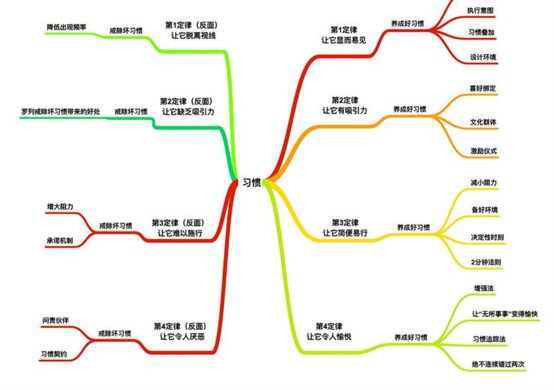 习惯
第1定律
让它显而易见
养成好习惯
执行意图
习惯叠加
设计环境
第2定律
让它有吸引力
养成好习惯
喜好绑定
文化群体
激励仪式
第3定律
让它简便易行
养成好习惯
减小阻力
备好环境
决定性时刻
2分钟法则
第4定律
让它令人愉悦
养成好习惯
增强法
让“无所事事”变得愉快
习惯追踪法
绝不连续错过两次
第1定律（反面）
让它脱离视线
戒除坏习惯
降低出现频率
第2定律（反面）
让它缺乏吸引力
戒除坏习惯
罗列戒除坏习惯带来的好处
第3定律（反面）
让它难以施行
戒除坏习惯
增大阻力
承诺机制
第4定律（反面）
让它令人厌恶
戒除坏习惯
问责伙伴
习惯契约